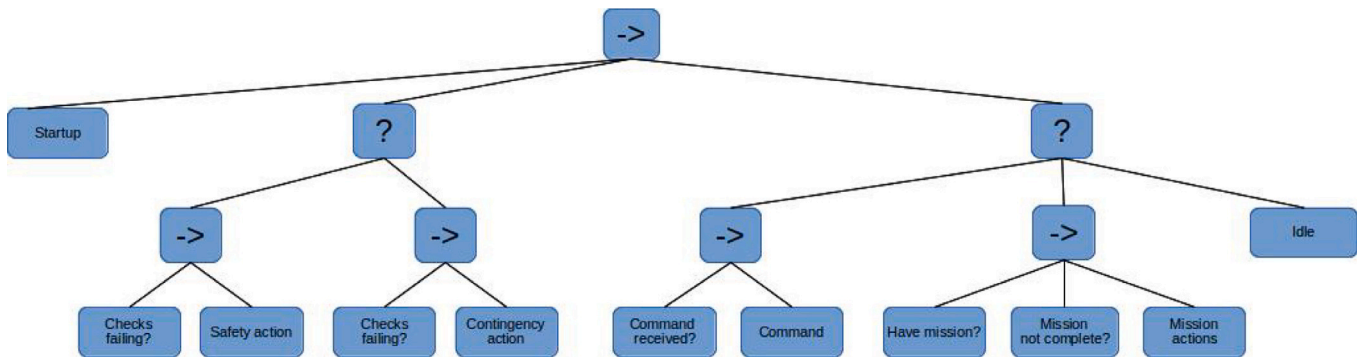 ->
Startup
?
?
->
->
->
->
Idle
Checks
failing?
Safety action
Checks
failing?
Contingency
action
Command
received?
Command
Have mission?
Mission
not complete?
Mission
actions